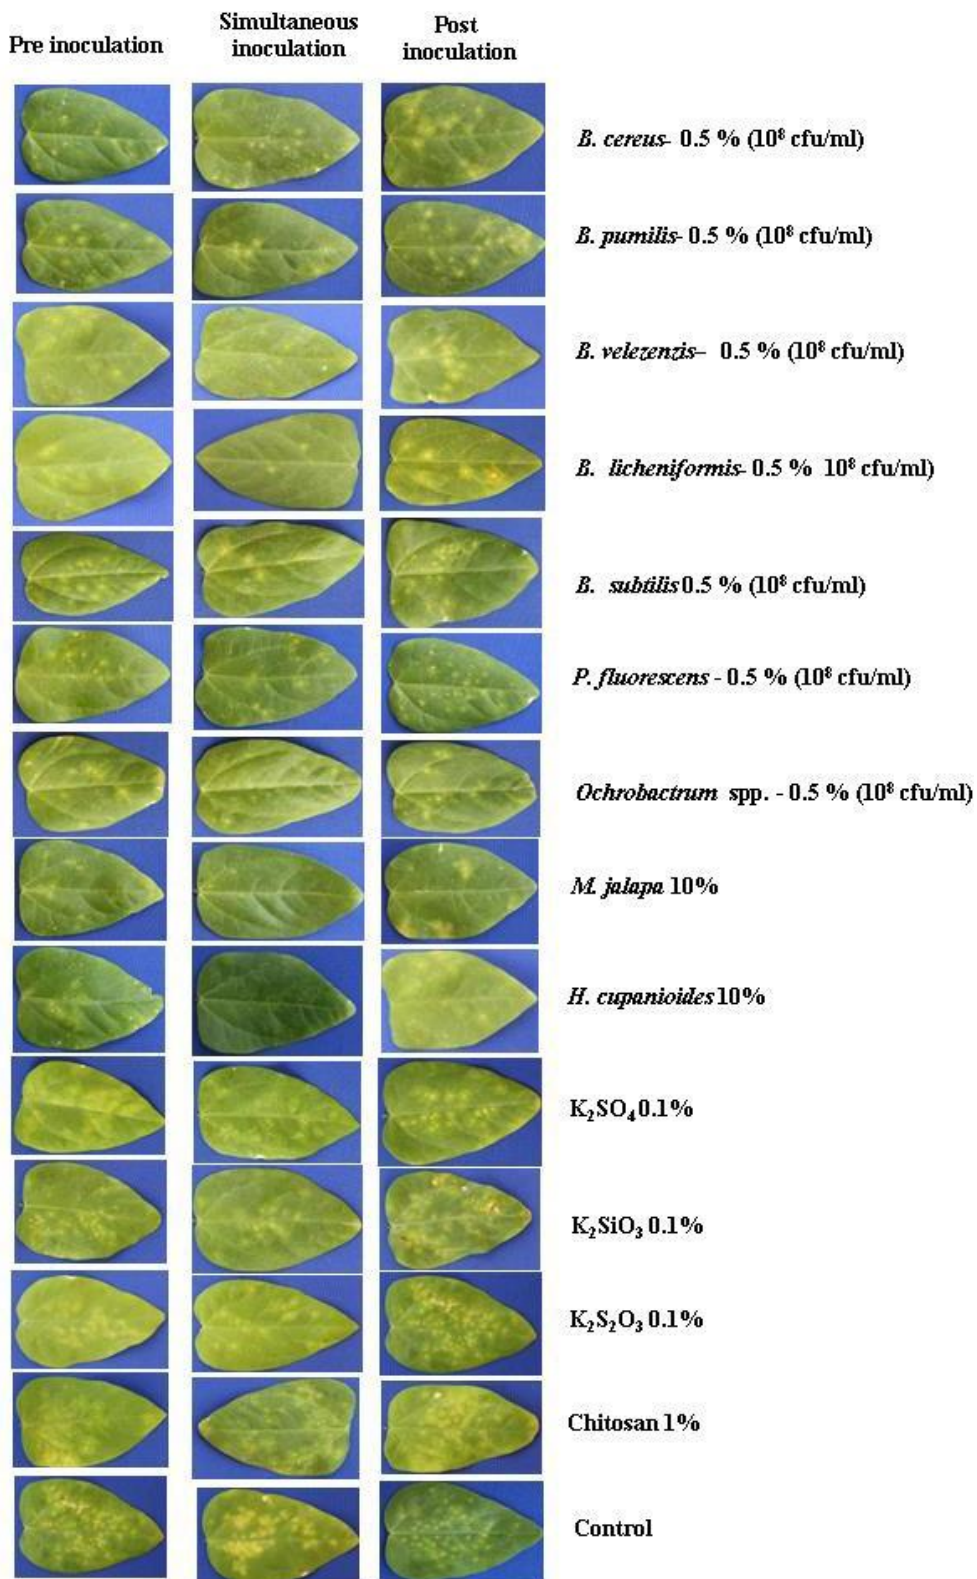 Pre inoculation
Simultaneous
inoculation
Post
inoculation
B. cereus- 0.5 % (10⁸ cfu/ml)
B. pumilis- 0.5 % (10⁸ cfu/ml)
B. velezenzis– 0.5 % (10⁸ cfu/ml)
B. licheniformis- 0.5 % 10⁸ cfu/ml)
B. subtilis 0.5 % (10⁸ cfu/ml)
P. fluorescens - 0.5 % (10⁸ cfu/ml)
Ochrobactrum spp. - 0.5 % (10⁸ cfu/ml)
M. jalapa 10%
H. cupanioides 10%
K₂SO₄ 0.1%
K₂SiO₃ 0.1%
K₂S₂O₃ 0.1%
Chitosan 1%
Control